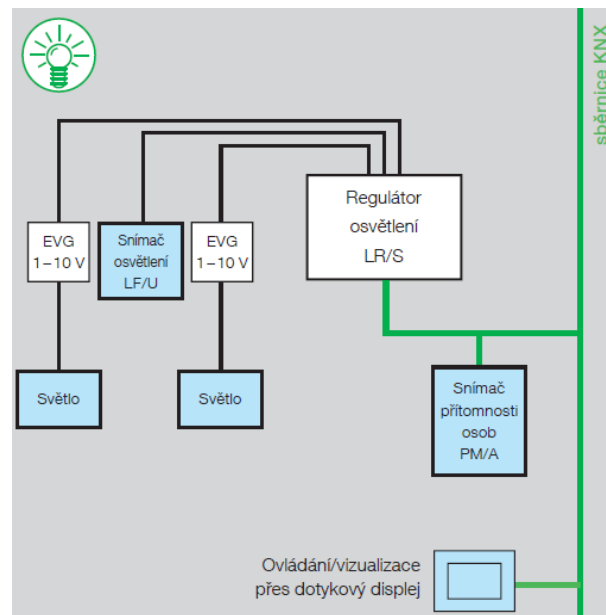 sběrnice KNX
Regulátor
osvětlení
LR/S
EVG
1–10 V
Snímač
osvětlení
LF/U
EVG
1–10 V
Světlo
Světlo
Snímač
přítomnosti
osob
PM/A
Ovládání/vizualizace
přes dotykový displej